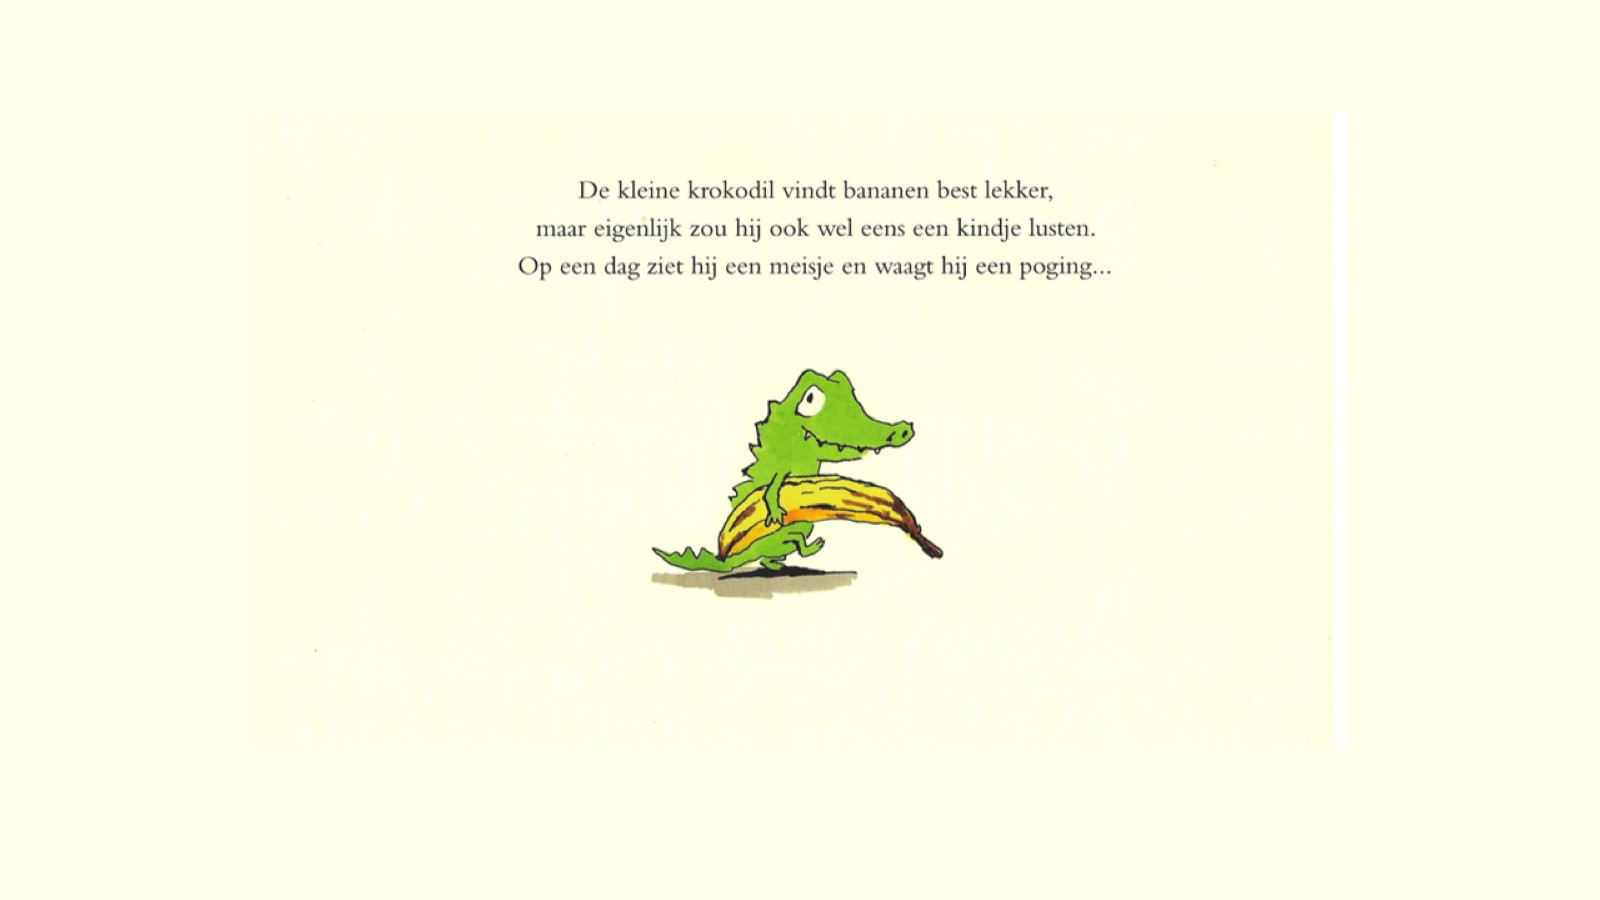 De kleine krokodil vindt bananen best lekker,
maar eigenlijk zou hij ook wel eens een kindje lusten.
Op een dag ziet hij een meisje en waagt hij een poging...